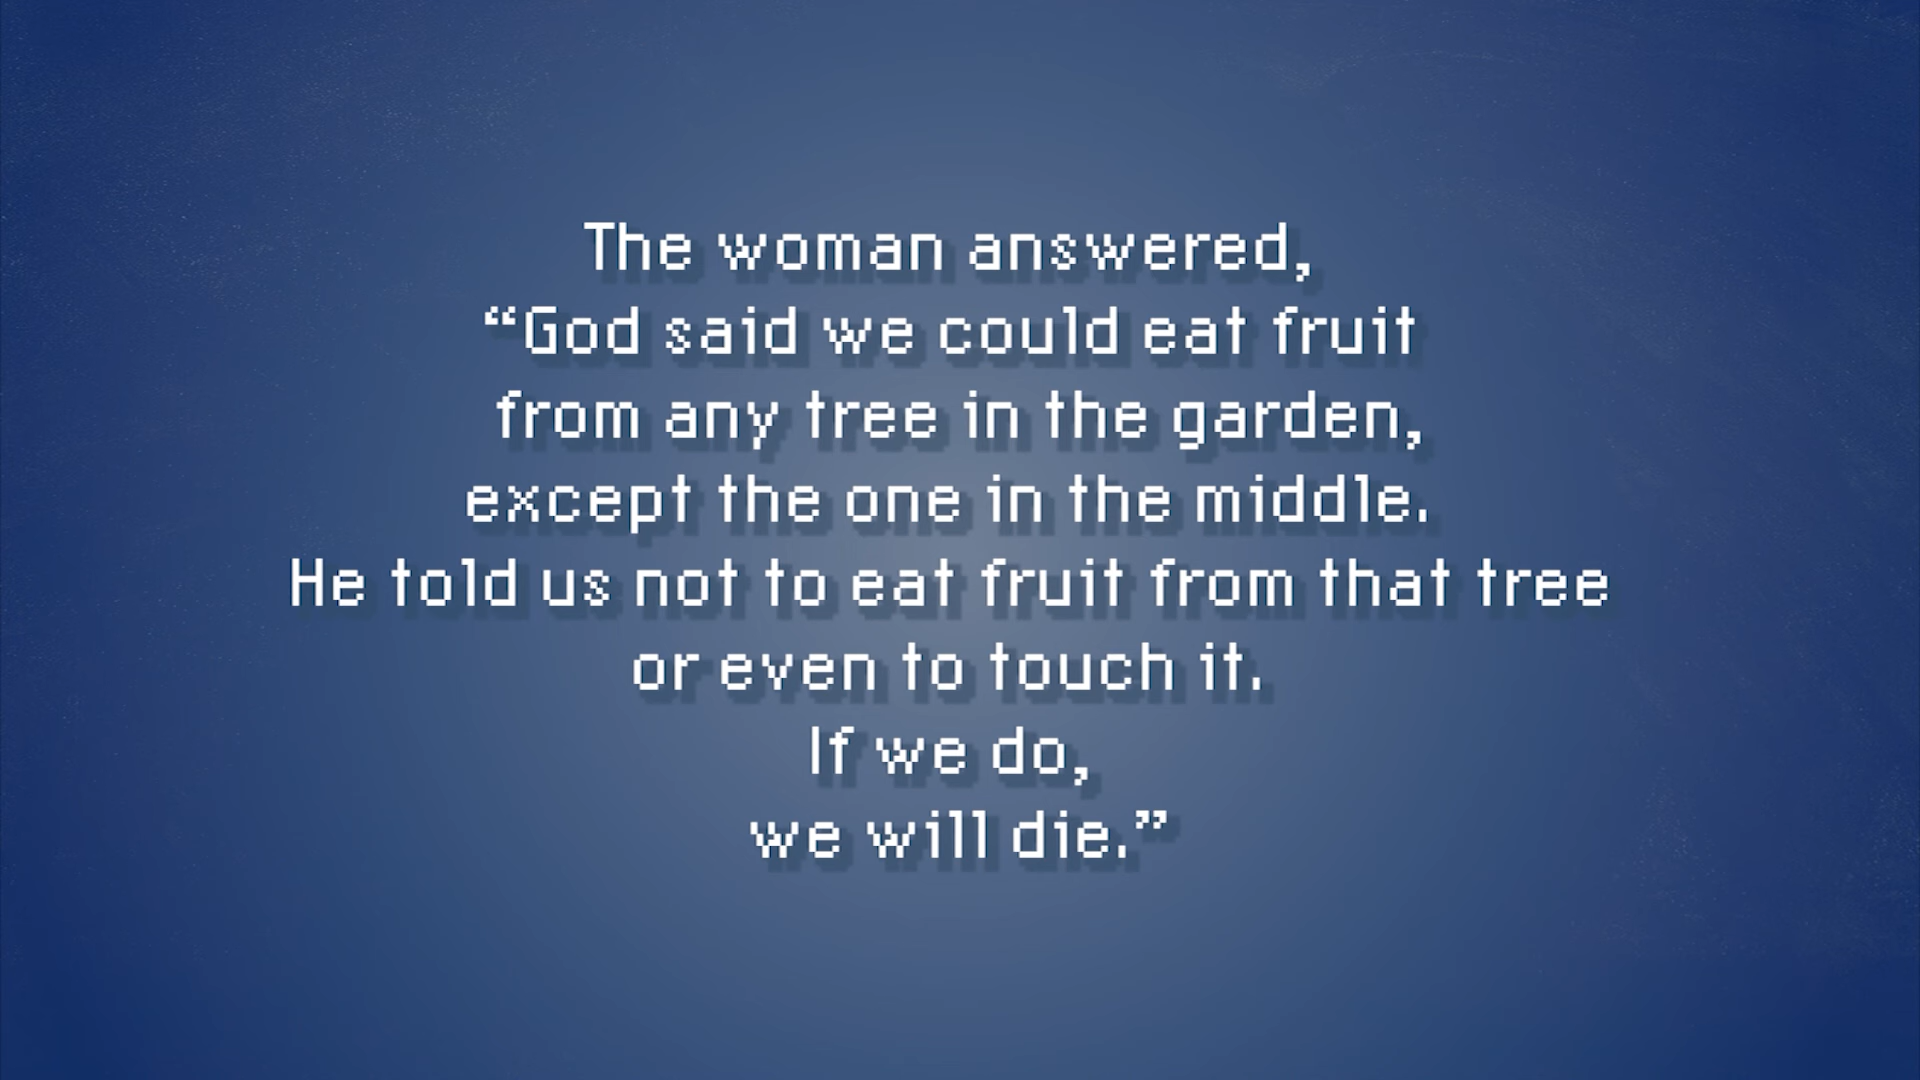 The woman answered,
“God said we could eat fruit
from any tree in the garden,
except the one in the middle.
He told us not to eat fruit from that tree
or even to touch it.
If we do,
we will die.”